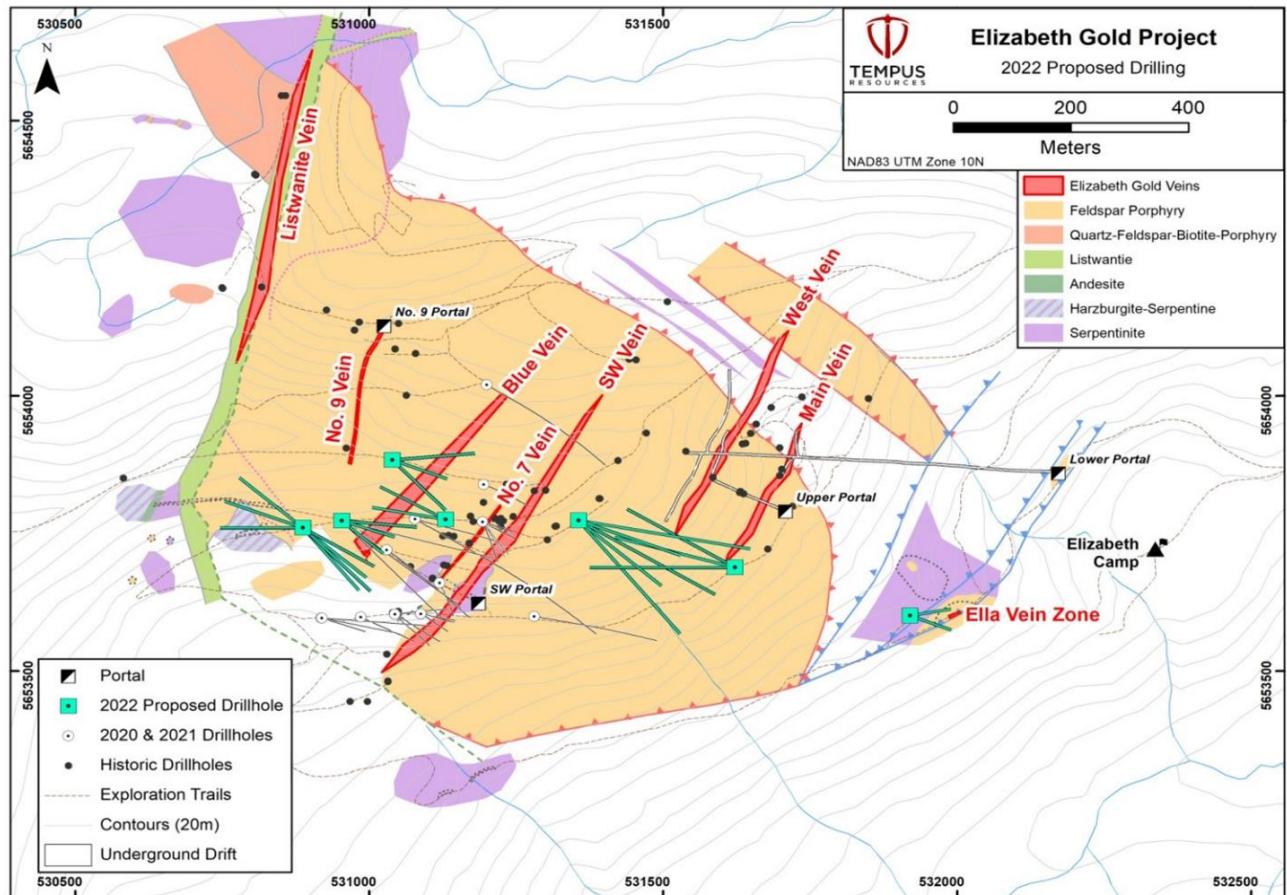 530500
531000
531500
N
TEMPUS
RESOURCES
Elizabeth Gold Project
2022 Proposed Drilling
0 200 400
Meters
NAD83 UTM Zone 10N
Elizabeth Gold Veins
Feldspar Porphyry
Quartz-Feldspar-Biotite-Porphyry
Listwantie
Andesite
Harzburgite-Serpentine
Serpentinite
5654500
Listwanite Vein
No. 9 Portal
West Vein
Blue Vein
SW Vein
Main Vein
No. 9 Vein
No. 7 Vein
5654000
5654000
Lower Portal
Upper Portal
Elizabeth
Camp
SW Portal
Ella Vein Zone
5653500
5653500
Portal
2022 Proposed Drillhole
2020 & 2021 Drillholes
Historic Drillholes
Exploration Trails
Contours (20m)
Underground Drift
530500
531000
531500
532000
532500